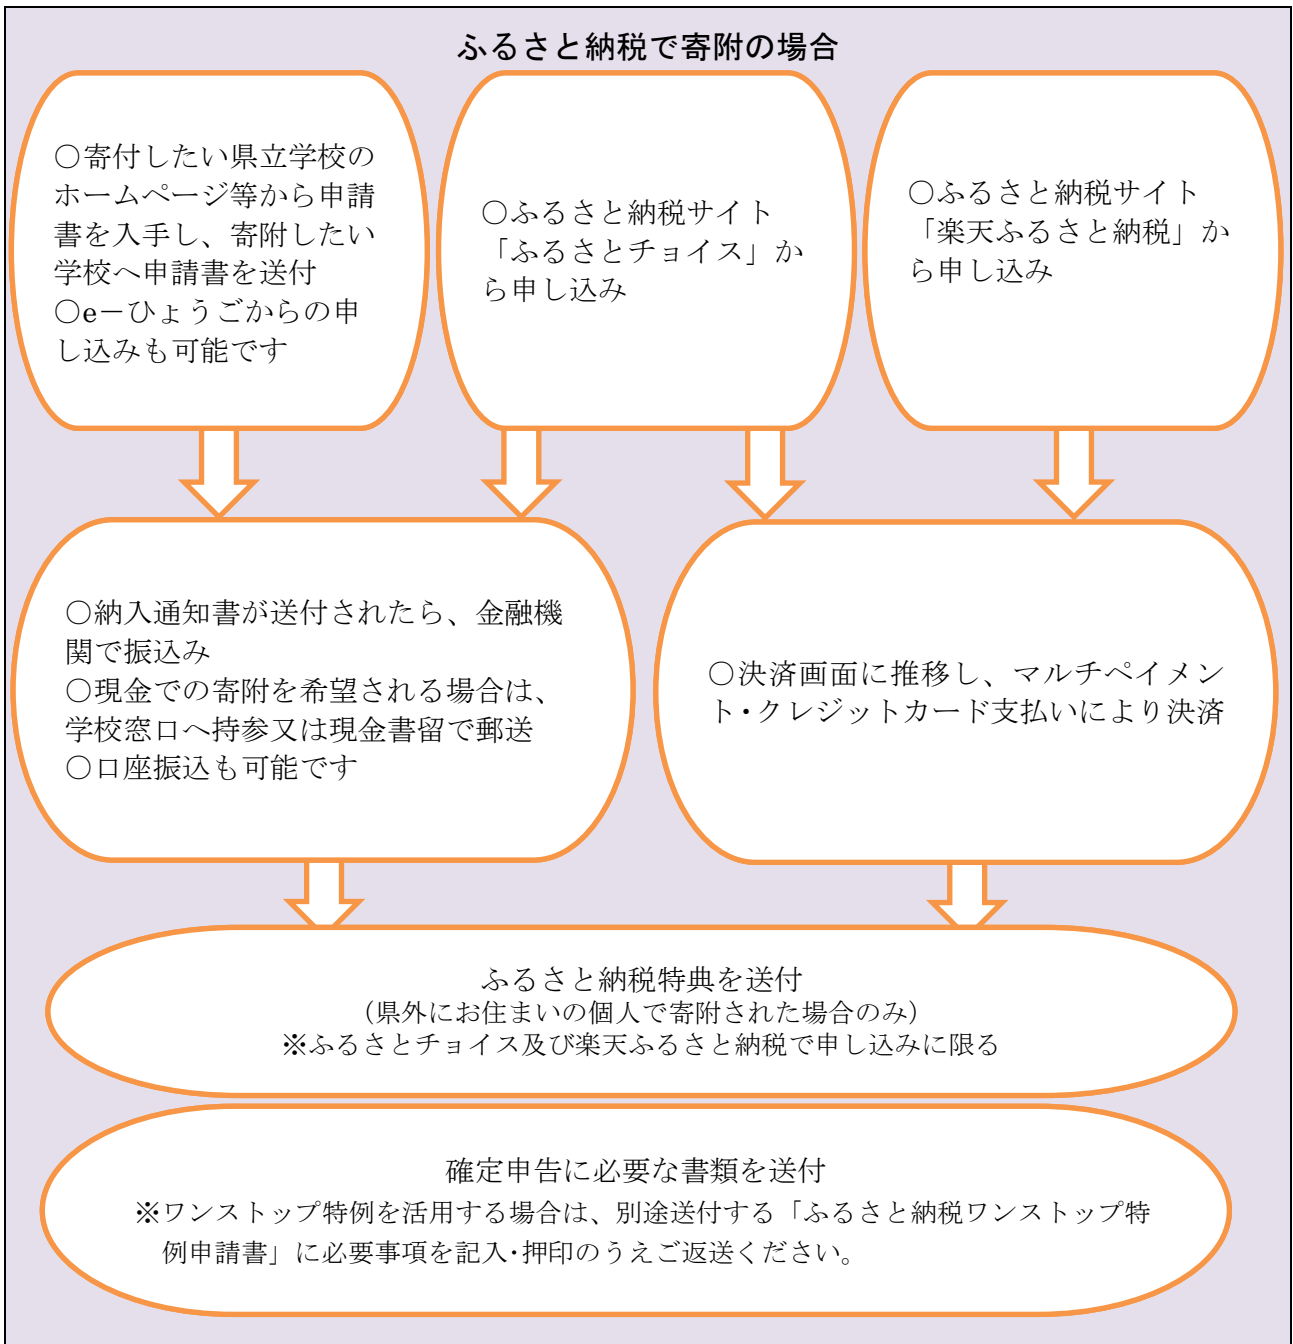 ふるさと納税で寄附の場合
○寄付したい県立学校の
ホームページ等から申請
書を入手し、寄附したい
学校へ申請書を送付
○e－ひょうごからの申
し込みも可能です
○ふるさと納税サイト
「ふるさとチョイス」か
ら申し込み
○ふるさと納税サイト
「楽天ふるさと納税」か
ら申し込み
○納入通知書が送付されたら、金融機
関で振込み
○現金での寄附を希望される場合は、
学校窓口へ持参又は現金書留で郵送
○口座振込も可能です
○決済画面に推移し、マルチペイメン
ト・クレジットカード支払いにより決済
ふるさと納税特典を送付
（県外にお住まいの個人で寄附された場合のみ）
※ふるさとチョイス及び楽天ふるさと納税で申し込みに限る
確定申告に必要な書類を送付
※ワンストップ特例を活用する場合は、別途送付する「ふるさと納税ワンストップ特
例申請書」に必要事項を記入・押印のうえご返送ください。